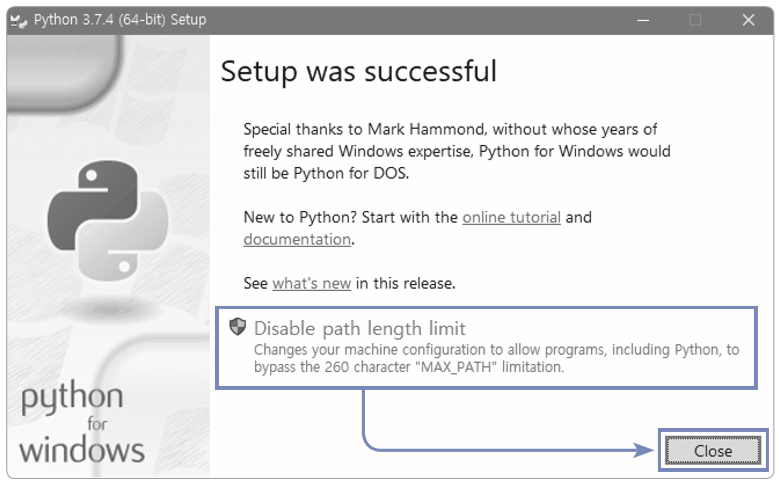 Python 3.7.4 (64-bit) Setup
Setup was successful
Special thanks to Mark Hammond, without whose years of
freely shared Windows expertise, Python for Windows would
still be Python for DOS.
New to Python? Start with the online tutorial and
documentation.
See what's new in this release.
Disable path length limit
Changes your machine configuration to allow programs, including Python, to
bypass the 260 character "MAX_PATH" limitation.
python
for
windows
Close